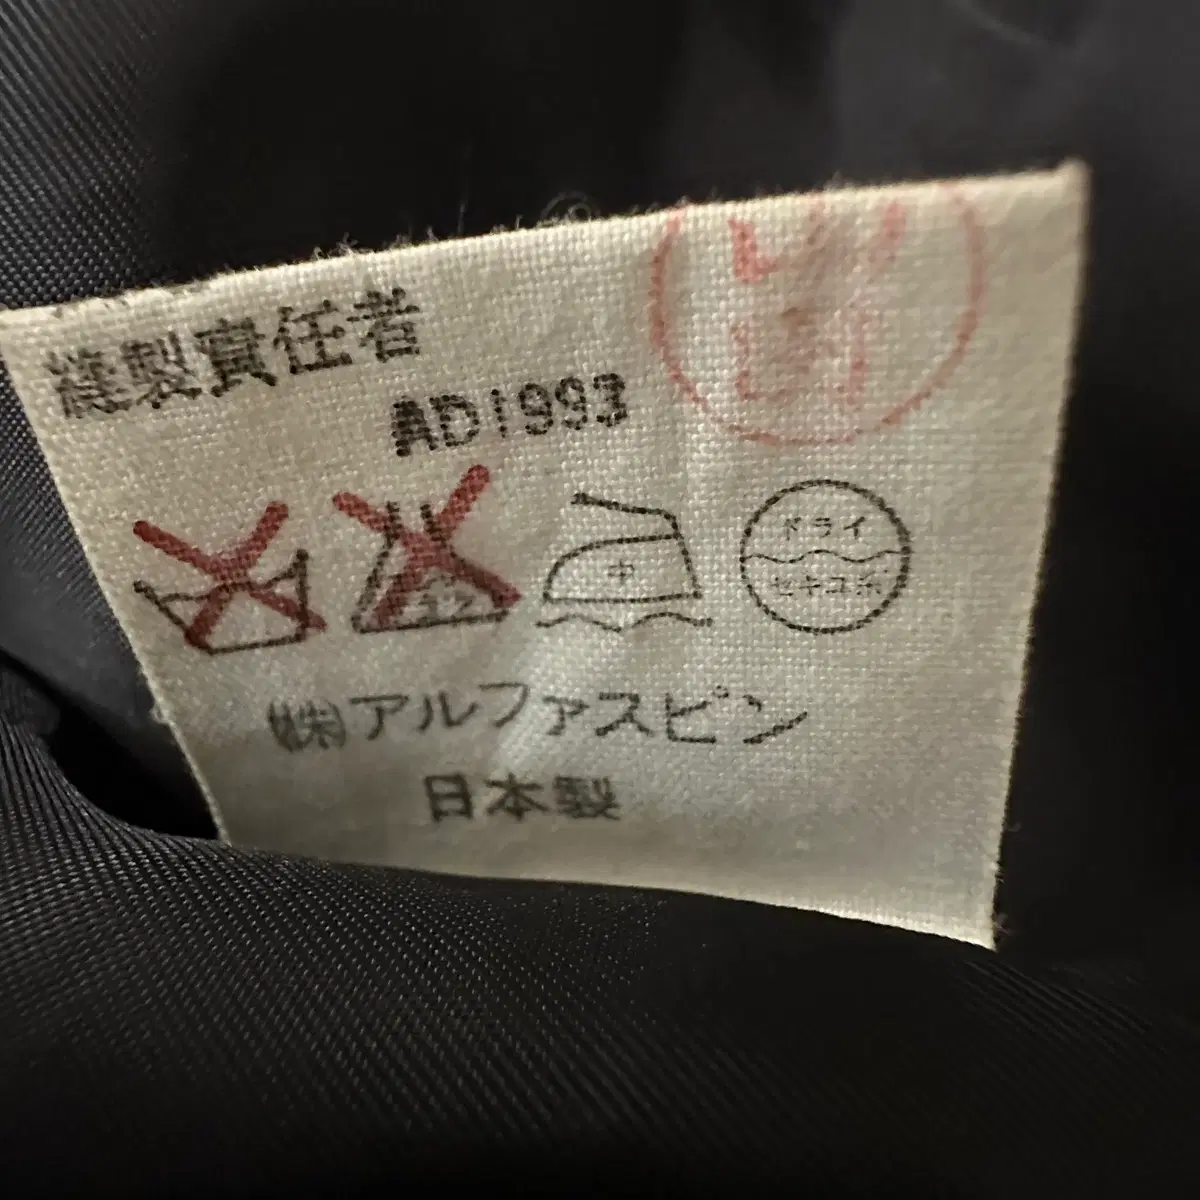 縫製責任者
AD1993
中
ドライ
セキユ系
(株)アルファスピン
日本製